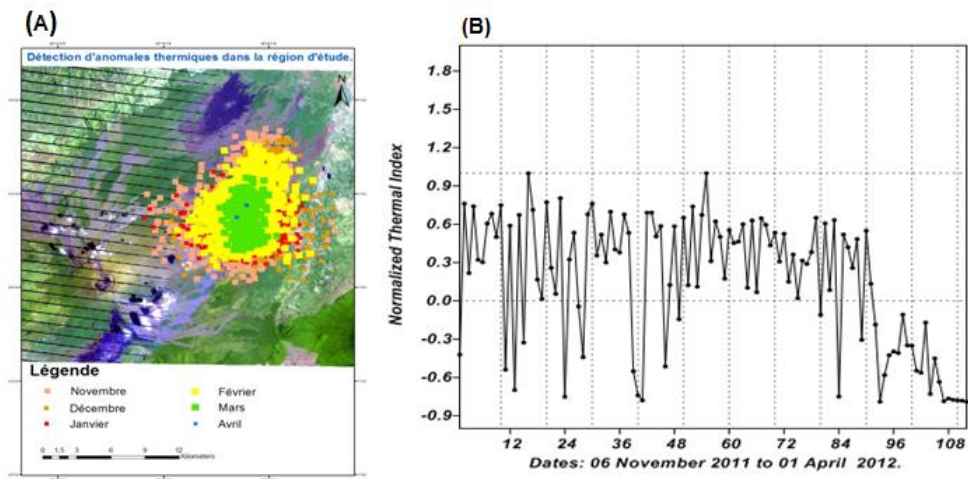 (A)
Détection d'anomales thermiques dans la région d'étude.
N
Légende
Novembre
Décembre
Janvier
Février
Mars
Avril
0 1.5 3 6 9 12
Kilometers
(B)
Normalized Thermal Index
1.8
1.5
1.2
0.9
0.6
0.3
0.0
-0.3
-0.6
-0.9
12 24 36 48 60 72 84 96 108
Dates: 06 November 2011 to 01 April 2012.